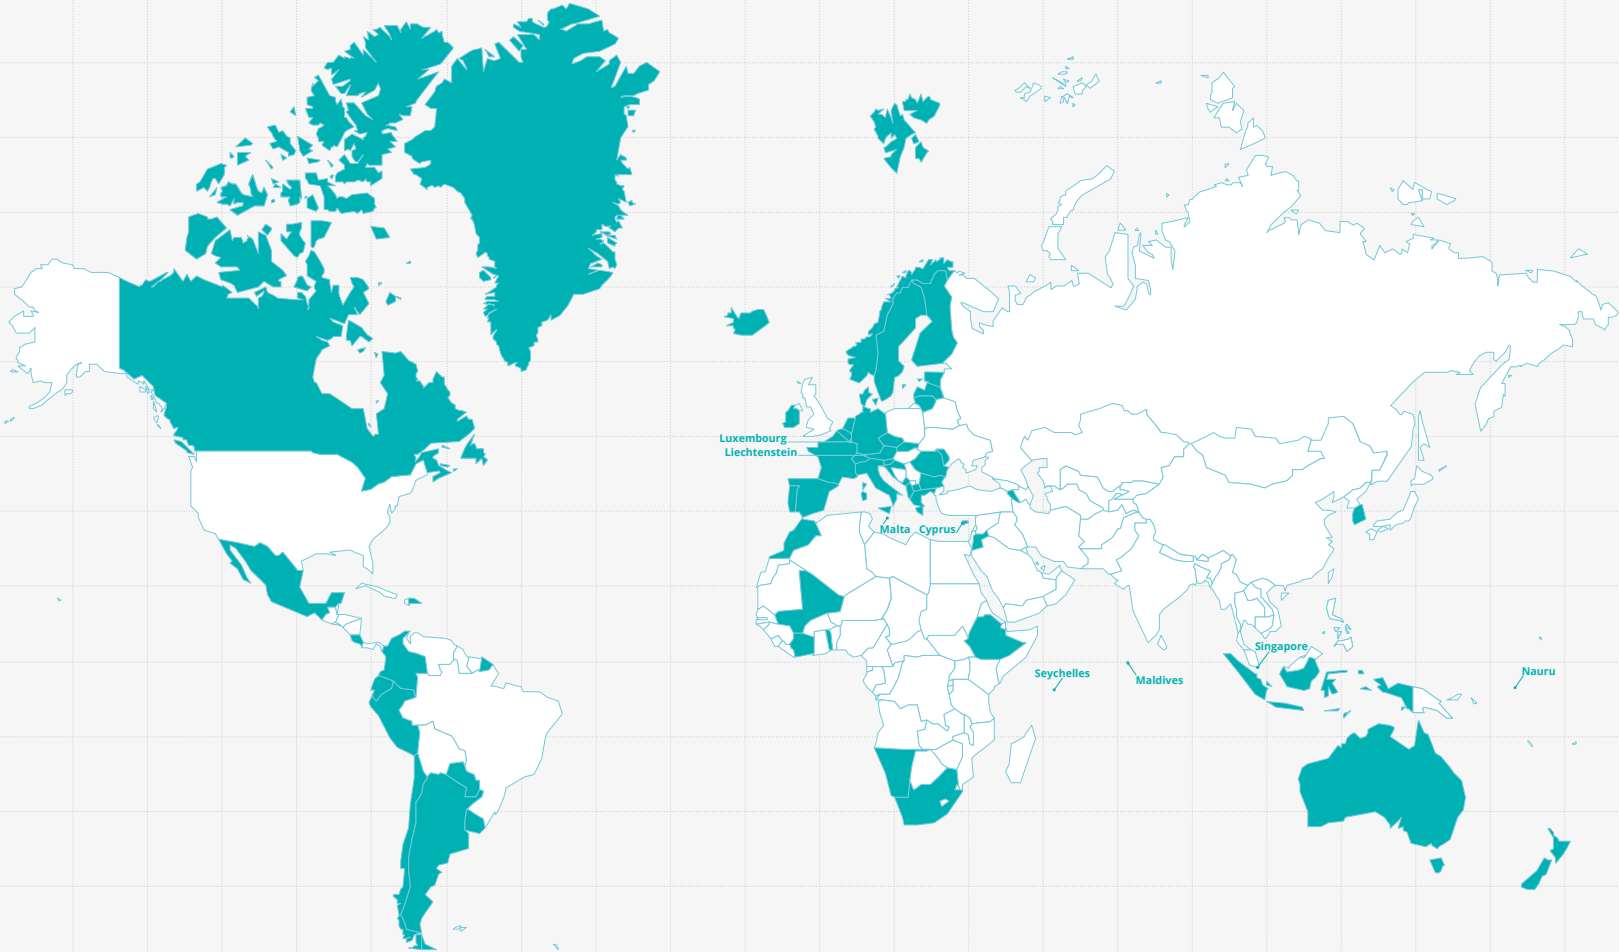 Luxembourg
Liechtenstein
Malta
Cyprus
Singapore
Seychelles
Maldives
Nauru